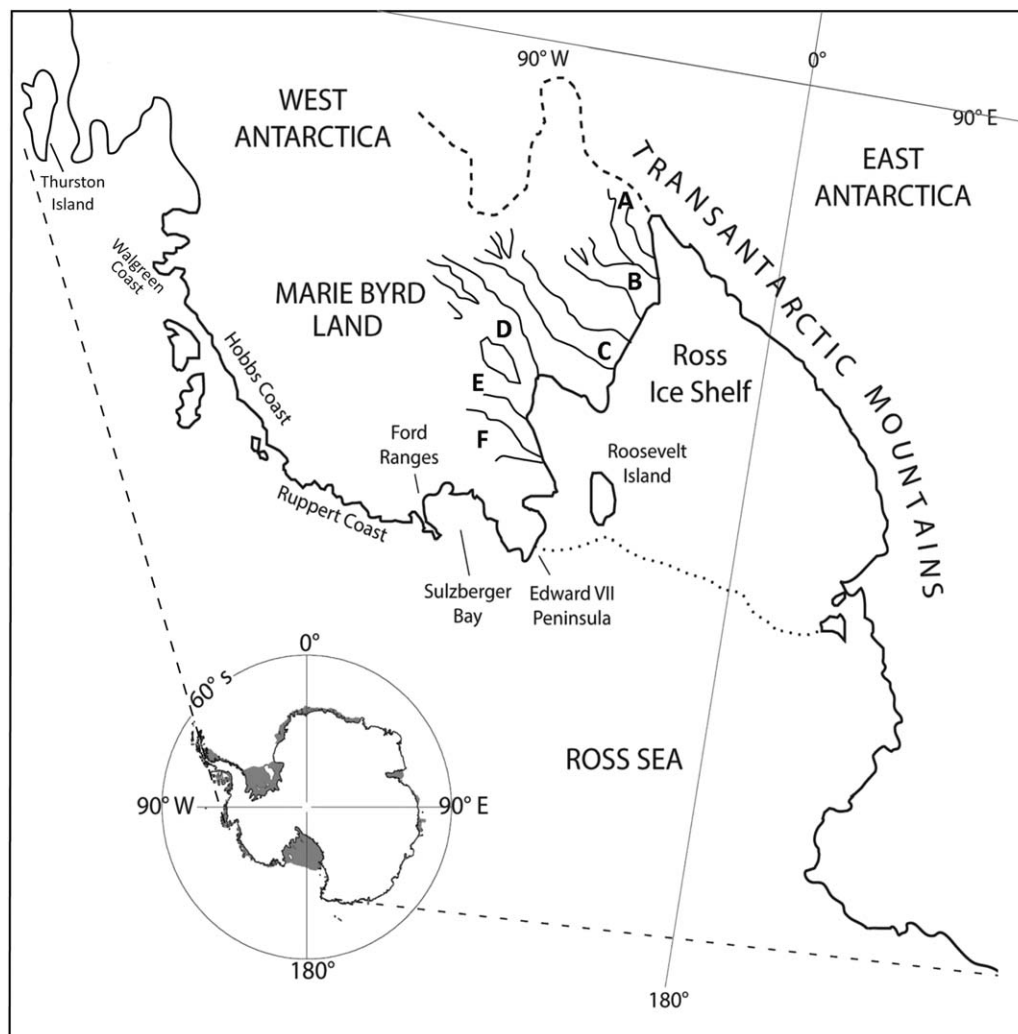 90° W
0°
90° E
WEST
ANTARCTICA
EAST
ANTARCTICA
TRANSANTARCTIC MOUNTAINS
Thurston
Island
Walgreen
Coast
A
B
MARIE BYRD
LAND
D
C
Ross
Ice Shelf
Hobbs Coast
E
F
Ford
Ranges
Roosevelt
Island
Ruppert Coast
Sulzberger
Bay
Edward VII
Peninsula
0°
60° s
90° W
90° E
180°
ROSS SEA
180°